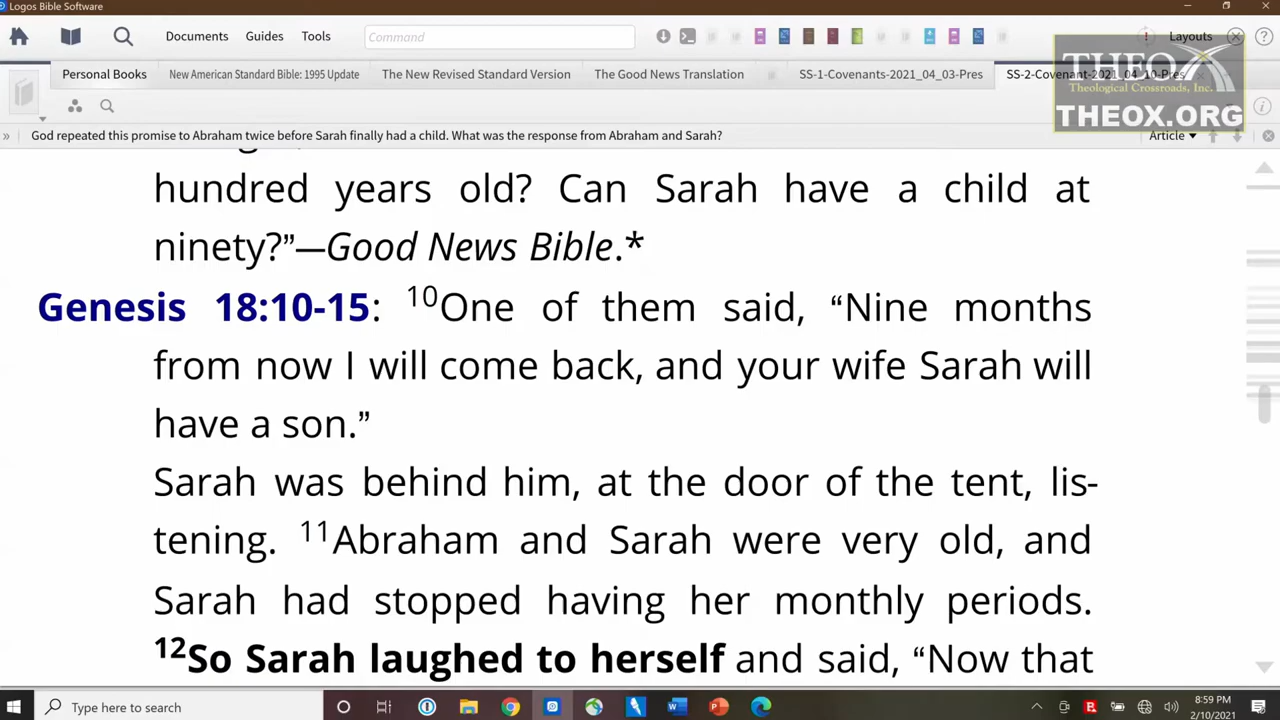 Logos Bible Software
Documents Guides Tools Command Layouts
Personal Books New American Standard Bible: 1995 Update The New Revised Standard Version The Good News Translation SS-1-Covenants-2021_04_03-Pres SS-2-Covenant-2021_04_10-Pres
THEOX
Theological Crossroads, Inc.
THEOX.ORG
» God repeated this promise to Abraham twice before Sarah finally had a child. What was the response from Abraham and Sarah? Article
hundred years old? Can Sarah have a child at
ninety?”—Good News Bible.*
Genesis 18:10-15: 10One of them said, “Nine months
from now I will come back, and your wife Sarah will
have a son.”
Sarah was behind him, at the door of the tent, lis-
tening. 11Abraham and Sarah were very old, and
Sarah had stopped having her monthly periods.
12So Sarah laughed to herself and said, “Now that
Type here to search
8:59 PM
2/10/2021